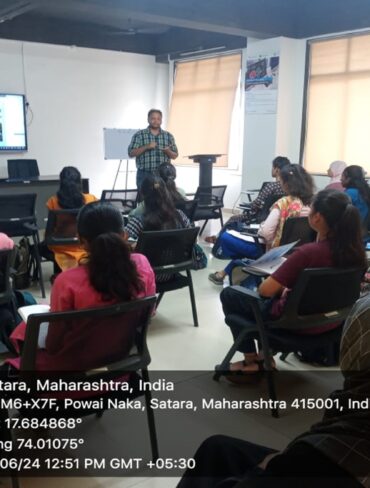 tara, Maharashtra, India
M6+X7F, Powai Naka, Satara, Maharashtra 415001, Ind
17.684868°
ng 74.01075°
06/24 12:51 PM GMT +05:30